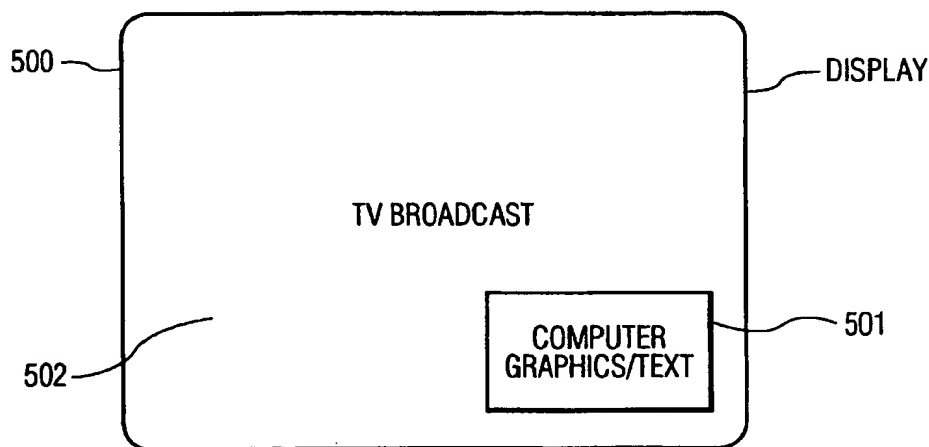 500
DISPLAY
TV BROADCAST
501
COMPUTER
GRAPHICS/TEXT
502